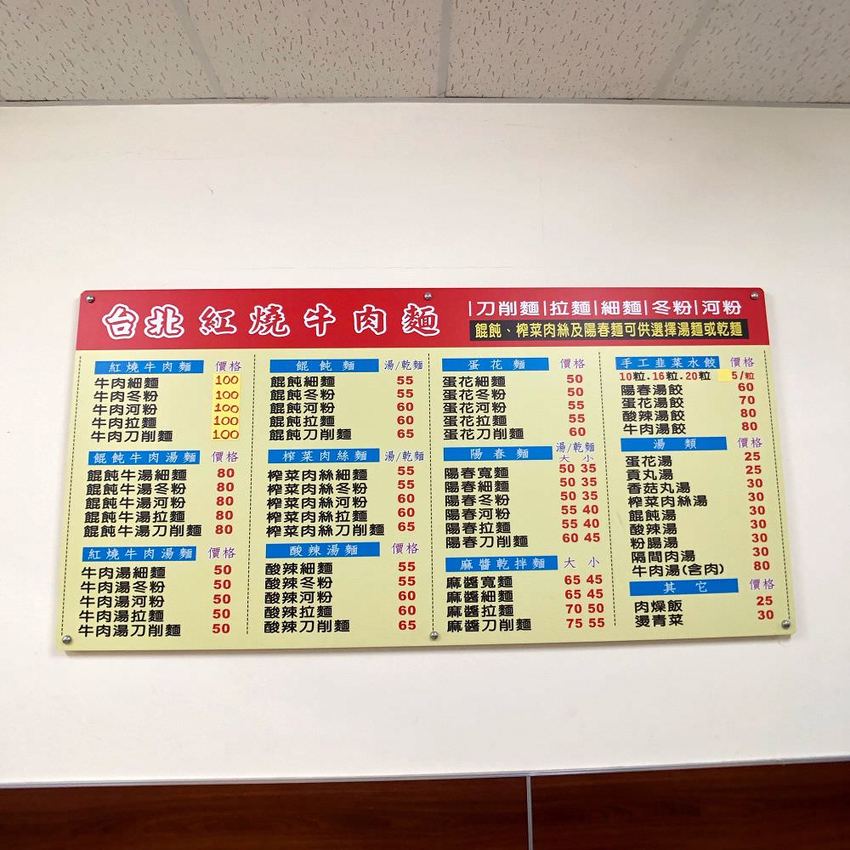 台北紅燒牛肉麵
|刀削麵|拉麵|細麵|冬粉|河粉
餛飩、榨菜肉絲及陽春麵可供選擇湯麵或乾麵
紅燒牛肉麵 價格
牛肉細麵 100
牛肉冬粉 100
牛肉河粉 100
牛肉拉麵 100
牛肉刀削麵 100
餛飩牛肉湯麵 價格
餛飩牛湯細麵 80
餛飩牛湯冬粉 80
餛飩牛湯河粉 80
餛飩牛湯拉麵 80
餛飩牛湯刀削麵 80
紅燒牛肉湯麵 價格
牛肉湯細麵 50
牛肉湯冬粉 50
牛肉湯河粉 50
牛肉湯拉麵 50
牛肉湯刀削麵 50
餛飩麵 湯/乾麵
餛飩細麵 55
餛飩冬粉 55
餛飩河粉 60
餛飩拉麵 60
餛飩刀削麵 65
榨菜肉絲麵 湯/乾麵
榨菜肉絲細麵 55
榨菜肉絲冬粉 55
榨菜肉絲河粉 60
榨菜肉絲拉麵 60
榨菜肉絲刀削麵 65
酸辣湯麵 價格
酸辣細麵 55
酸辣冬粉 55
酸辣河粉 60
酸辣拉麵 60
酸辣刀削麵 65
蛋花麵 價格
蛋花細麵 50
蛋花冬粉 50
蛋花河粉 55
蛋花拉麵 55
蛋花刀削麵 60
陽春麵 湯/乾麵
大 小
陽春寬麵 50 35
陽春細麵 50 35
陽春冬粉 50 35
陽春河粉 55 40
陽春拉麵 55 40
陽春刀削麵 60 45
麻醬乾拌麵 大 小
麻醬寬麵 65 45
麻醬細麵 65 45
麻醬拉麵 70 50
麻醬刀削麵 75 55
手工韭菜水餃 價格
10粒.16粒.20粒 5/粒
陽春湯餃 60
蛋花湯餃 70
酸辣湯餃 80
牛肉湯餃 80
湯類 價格
蛋花湯 25
貢丸湯 25
香菇丸湯 30
榨菜肉絲湯 30
餛飩湯 30
酸辣湯 30
粉腸湯 30
隔間肉湯 30
牛肉湯(含肉) 80
其它 價格
肉燥飯 25
燙青菜 30